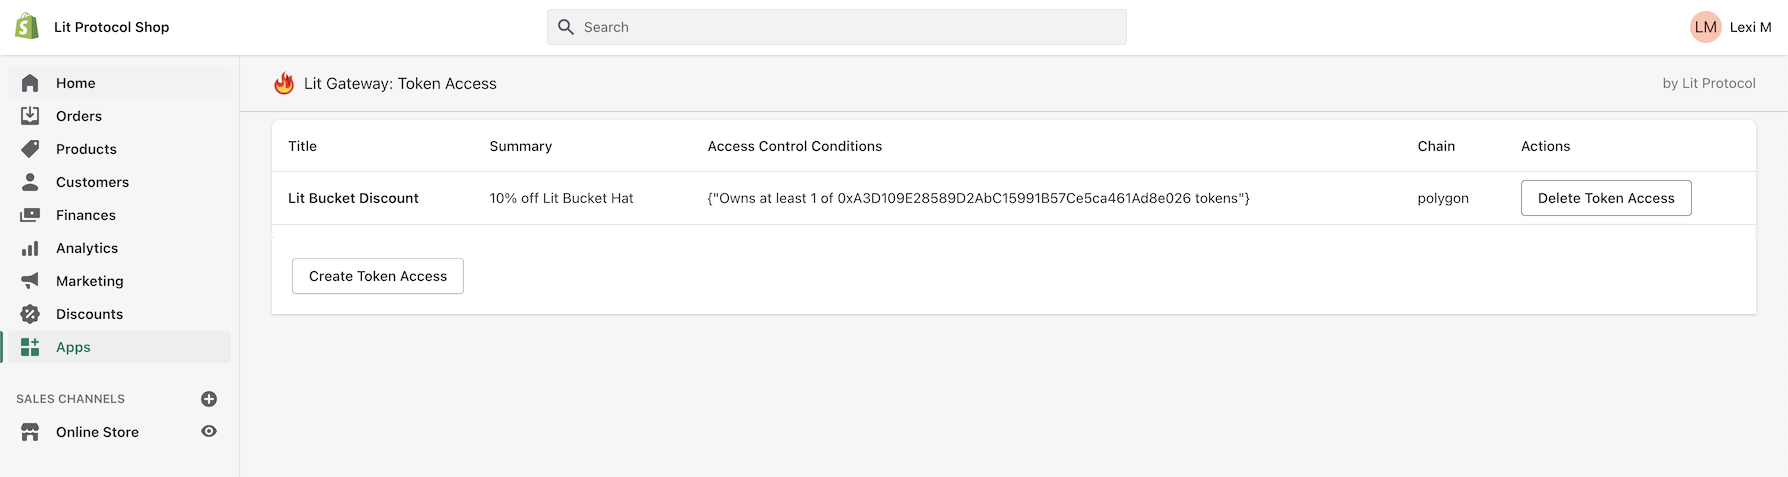 Lit Protocol Shop
Search
LM Lexi M
Home
Orders
Products
Customers
Finances
Analytics
Marketing
Discounts
Apps
SALES CHANNELS
Online Store
Lit Gateway: Token Access
by Lit Protocol
Title Summary Access Control Conditions Chain Actions
Lit Bucket Discount 10% off Lit Bucket Hat {"Owns at least 1 of 0xA3D109E28589D2AbC15991B57Ce5ca461Ad8e026 tokens"} polygon Delete Token Access
Create Token Access